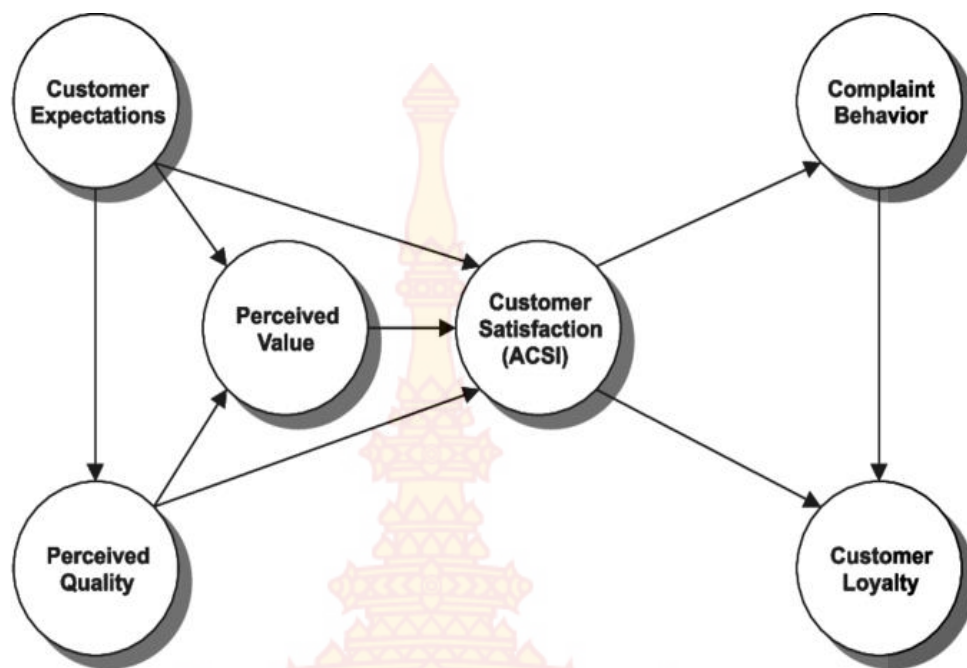 Customer
Expectations
Complaint
Behavior
Perceived
Value
Customer
Satisfaction
(ACSI)
Perceived
Quality
Customer
Loyalty